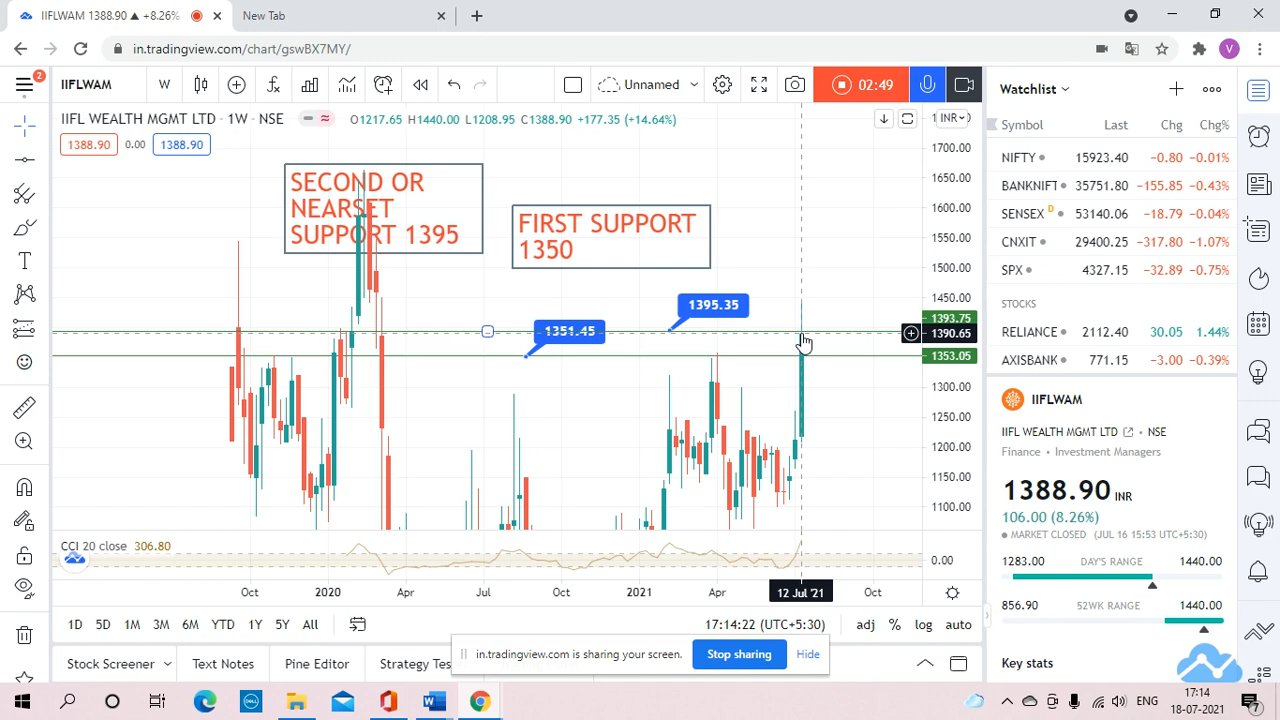 IIFLWAM 1388.90 ▲ +8.26%
New Tab
in.tradingview.com/chart/gswBX7MY/
V
2
IIFLWAM W
Unnamed
02:49
Watchlist
IIFL WEALTH MGMT LTD · 1W · NSE O1217.65 H1440.00 L1208.95 C1388.90 +177.35 (+14.64%)
INR
1388.90 0.00 1388.90
Symbol Last Chg Chg%
NIFTY 15923.40 -0.80 -0.01%
BANKNIFT 35751.80 -155.85 -0.43%
SENSEX D 53140.06 -18.79 -0.04%
CNXIT 29400.25 -317.80 -1.07%
SPX 4327.15 -32.89 -0.75%
STOCKS
RELIANCE 2112.40 30.05 1.44%
AXISBANK 771.15 -3.00 -0.39%
SECOND OR
NEARSET
SUPPORT 1395
FIRST SUPPORT
1350
1395.35
1351.45
1700.00
1650.00
1600.00
1550.00
1500.00
1450.00
1393.75
1390.65
1353.05
1300.00
1250.00
1200.00
1150.00
1100.00
IIFLWAM
IIFL WEALTH MGMT LTD · NSE
Finance · Investment Managers
1388.90 INR
106.00 (8.26%)
MARKET CLOSED (JUL 16 15:53 UTC+5:30)
1283.00 DAY'S RANGE 1440.00
856.90 52WK RANGE 1440.00
Key stats
CCI 20 close 306.80
0.00
Oct 2020 Apr Jul Oct 2021 Apr 12 Jul '21 Oct
1D 5D 1M 3M 6M YTD 1Y 5Y All
17:14:22 (UTC+5:30) adj % log auto
in.tradingview.com is sharing your screen. Stop sharing Hide
Stock Screener Text Notes Pine Editor Strategy Tes
DELL
ENG
17:14
18-07-2021
7